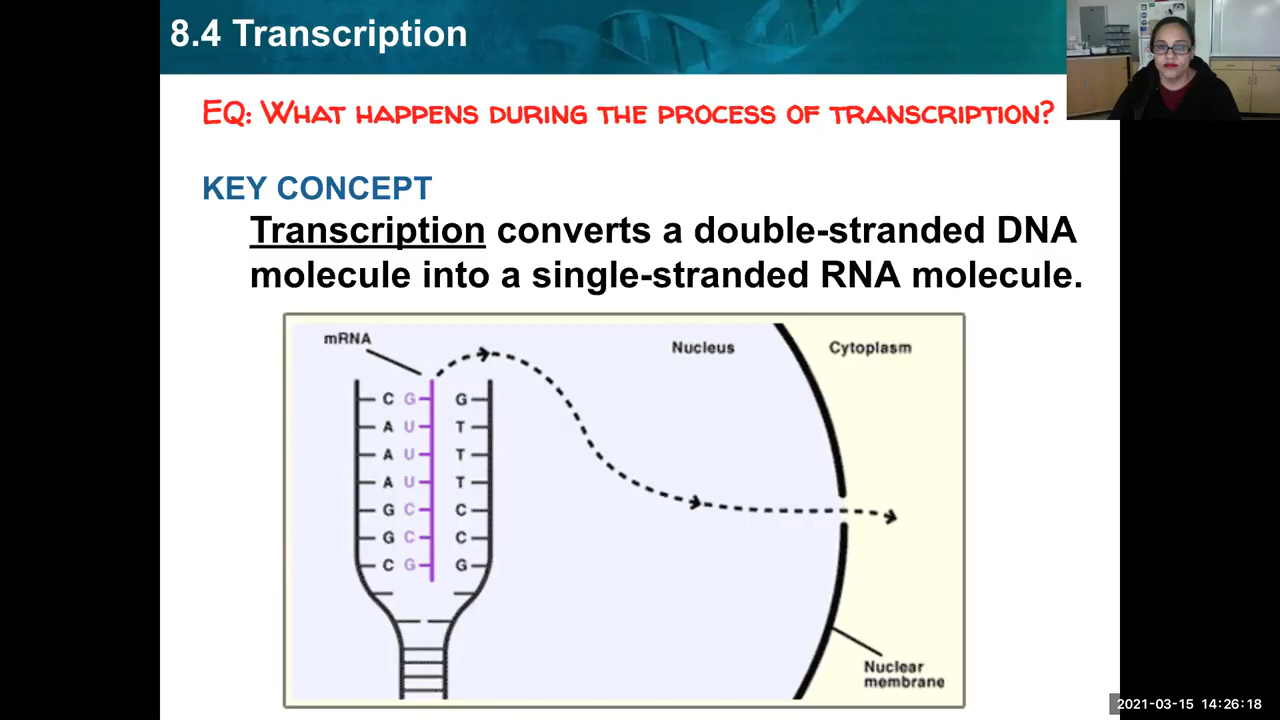 8.4 Transcription
EQ: What happens during the process of transcription?
KEY CONCEPT
Transcription converts a double-stranded DNA
molecule into a single-stranded RNA molecule.
mRNA
Nucleus
Cytoplasm
C G G
A U T
A U T
A U T
G C C
G C C
C G G
Nuclear
membrane
2021-03-15 14:26:18